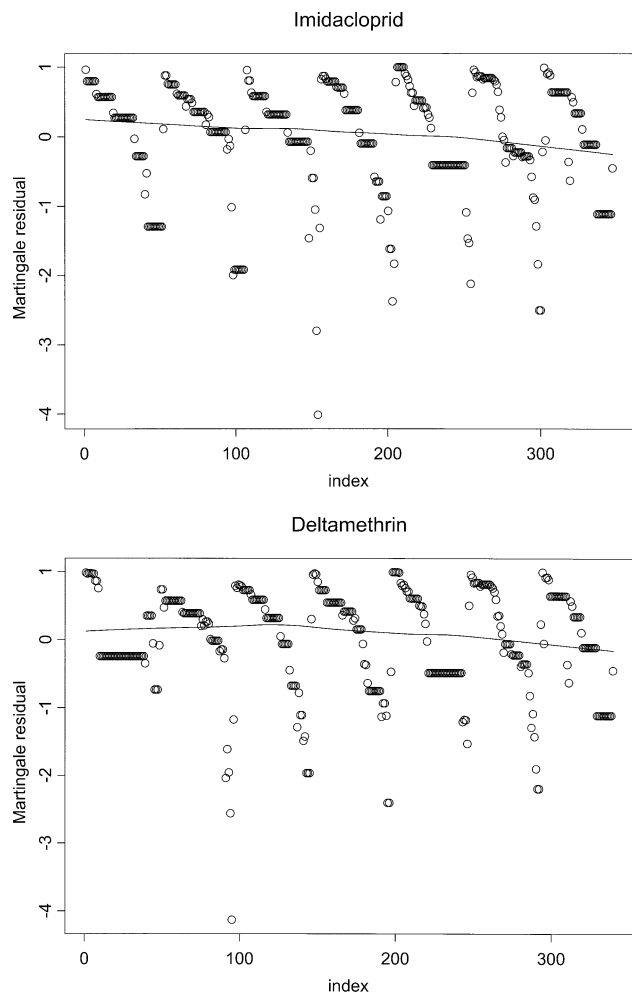 Imidacloprid
Martingale residual
1
0
-1
-2
-3
-4
0 100 200 300
index
Deltamethrin
Martingale residual
1
0
-1
-2
-3
-4
0 100 200 300
index